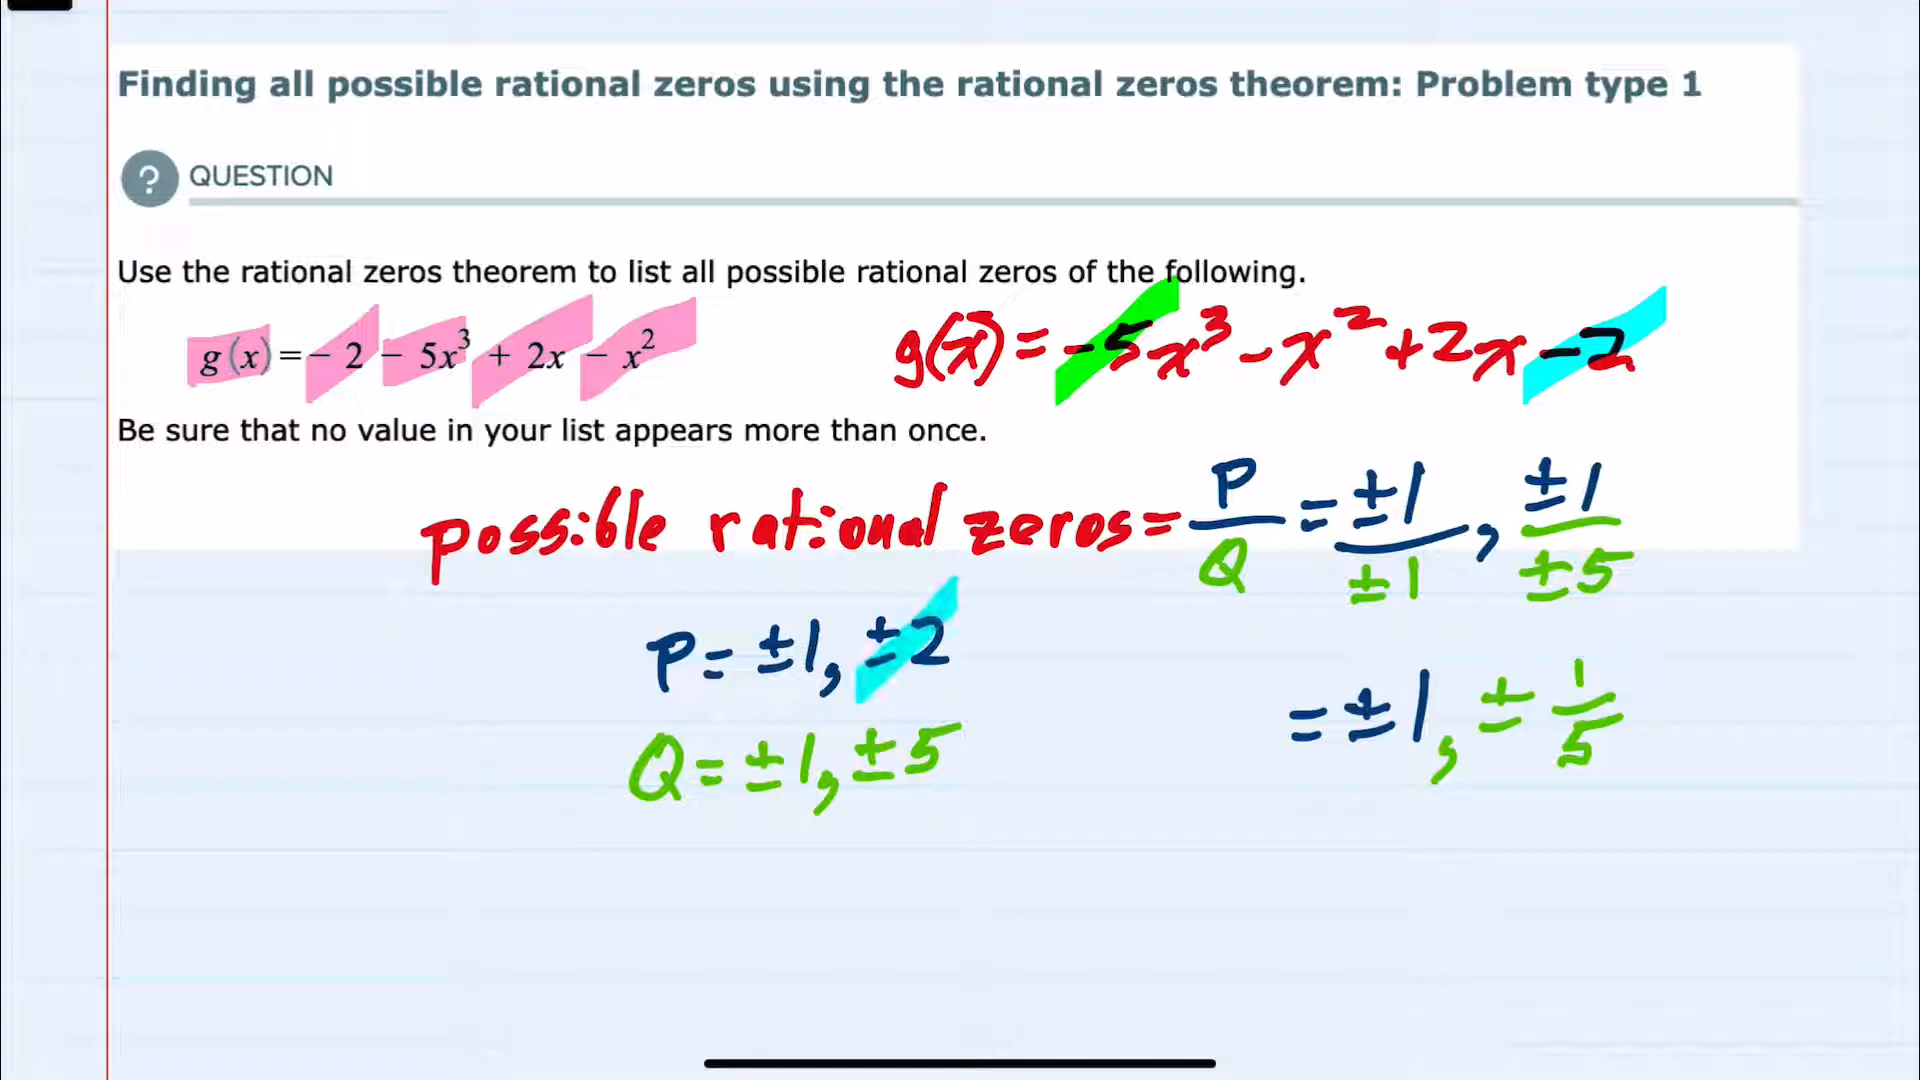 Finding all possible rational zeros using the rational zeros theorem: Problem type 1
? QUESTION
Use the rational zeros theorem to list all possible rational zeros of the following.
g(x) = − 2 − 5x³ + 2x − x²
g(x) = -5x³ - x² + 2x - 2
Be sure that no value in your list appears more than once.
possible rational zeros = P/Q = ±1/±1, ±1/±5
P = ±1, ±2
= ±1, ± 1/5
Q = ±1, ±5